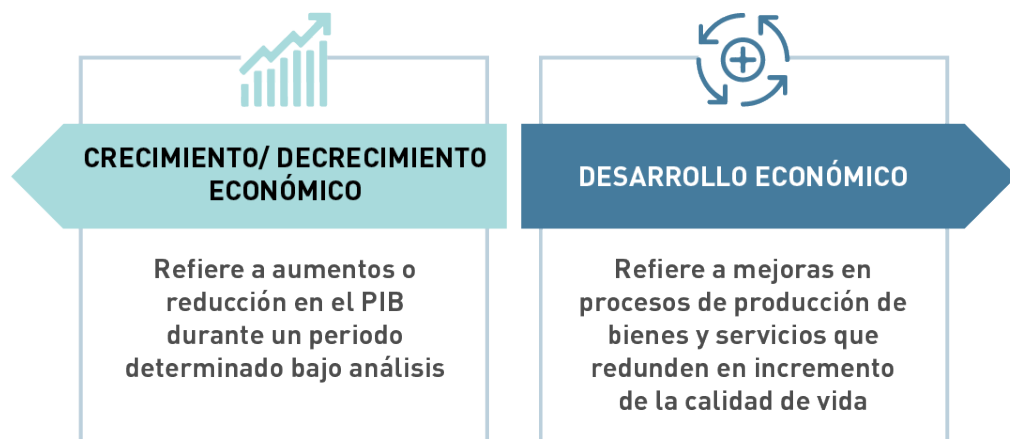 CRECIMIENTO/ DECRECIMIENTO
ECONÓMICO
Refiere a aumentos o
reducción en el PIB
durante un periodo
determinado bajo análisis
DESARROLLO ECONÓMICO
Refiere a mejoras en
procesos de producción de
bienes y servicios que
redunden en incremento
de la calidad de vida